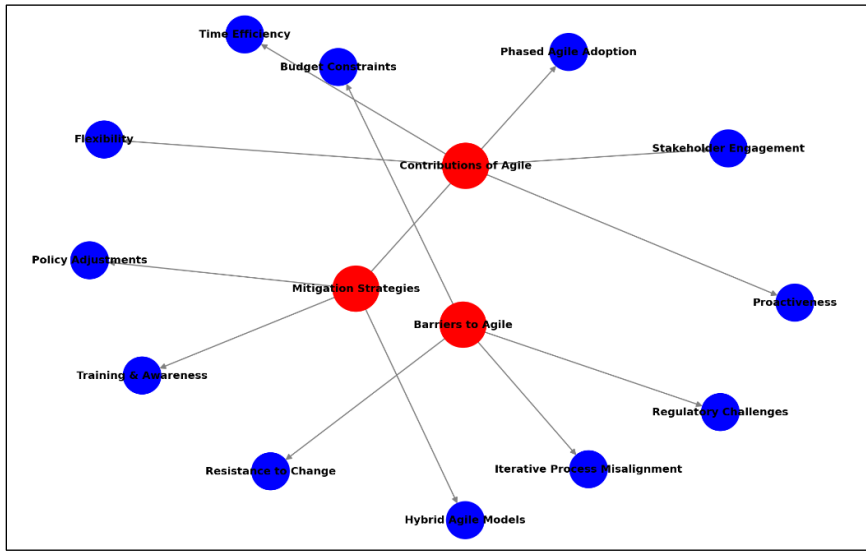 Time Efficiency
Phased Agile Adoption
Budget Constraints
Flexibility
Stakeholder Engagement
Contributions of Agile
Policy Adjustments
Mitigation Strategies
Proactiveness
Barriers to Agile
Training & Awareness
Regulatory Challenges
Resistance to Change
Iterative Process Misalignment
Hybrid Agile Models